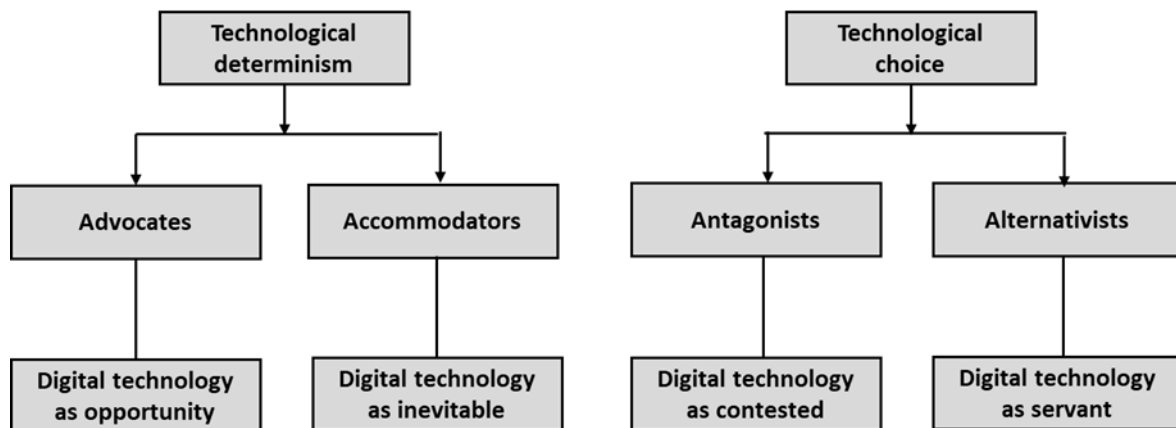 Technological
determinism
Technological
choice
Advocates
Accommodators
Antagonists
Alternativists
Digital technology
as opportunity
Digital technology
as inevitable
Digital technology
as contested
Digital technology
as servant